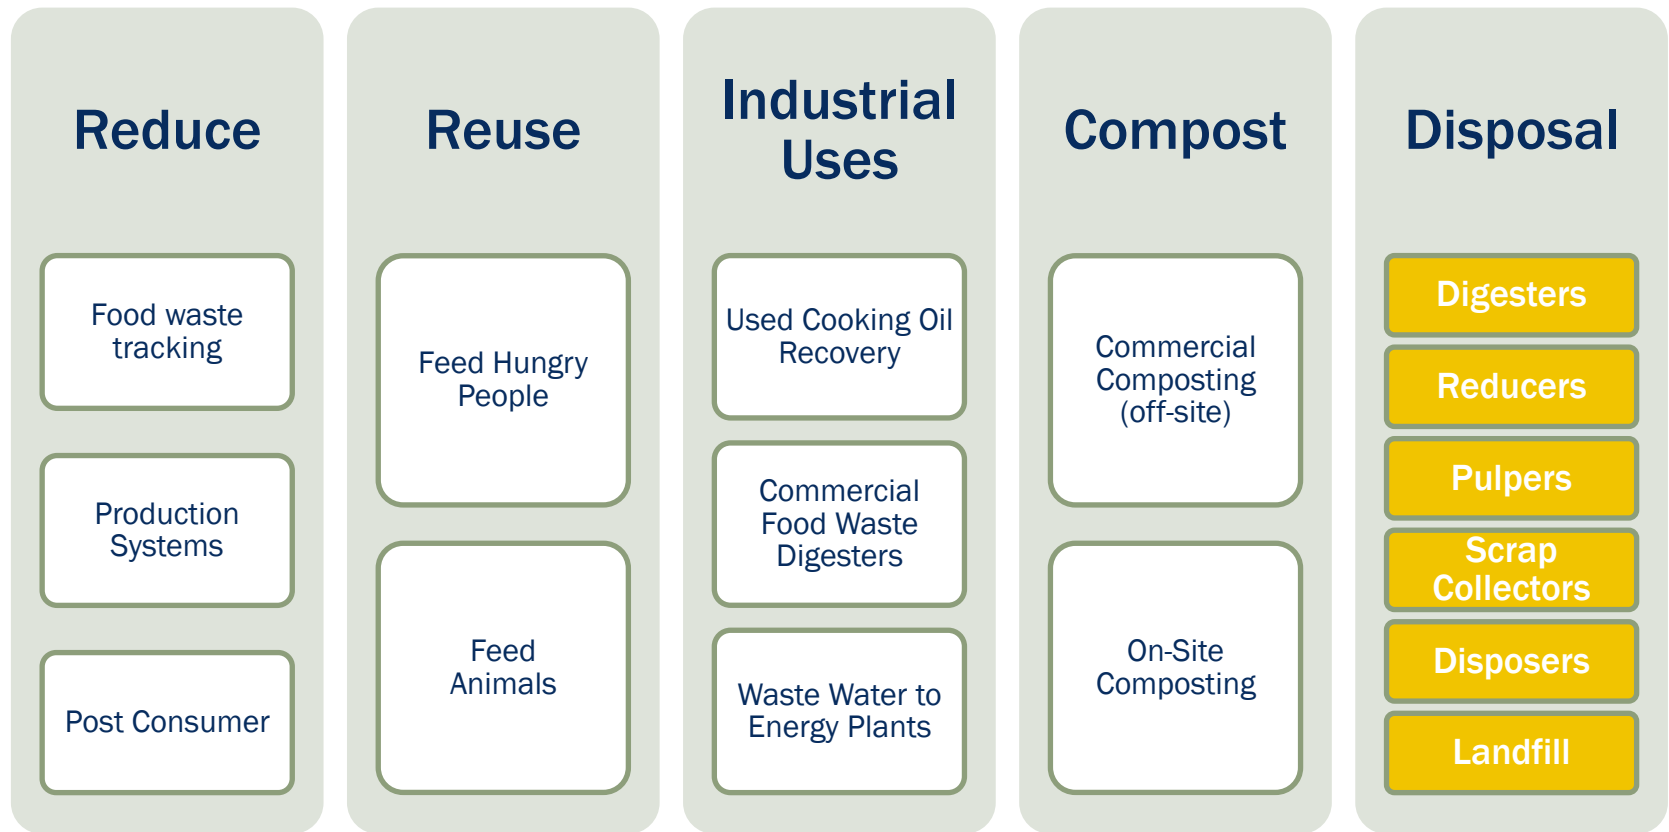 Reduce
Food waste
tracking
Production
Systems
Post Consumer
Reuse
Feed Hungry
People
Feed
Animals
Industrial
Uses
Used Cooking Oil
Recovery
Commercial
Food Waste
Digesters
Waste Water to
Energy Plants
Compost
Commercial
Composting
(off-site)
On-Site
Composting
Disposal
Digesters
Reducers
Pulpers
Scrap
Collectors
Disposers
Landfill